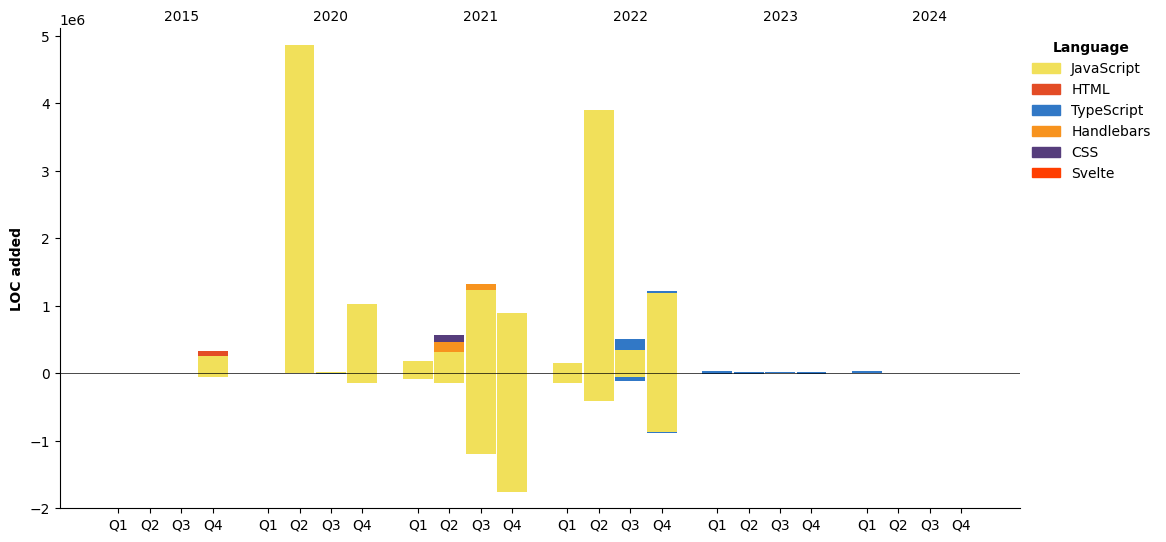 1e6
2015 2020 2021 2022 2023 2024
5
4
3
2
1
0
−1
−2
LOC added
Q1 Q2 Q3 Q4 Q1 Q2 Q3 Q4 Q1 Q2 Q3 Q4 Q1 Q2 Q3 Q4 Q1 Q2 Q3 Q4 Q1 Q2 Q3 Q4
Language
JavaScript
HTML
TypeScript
Handlebars
CSS
Svelte